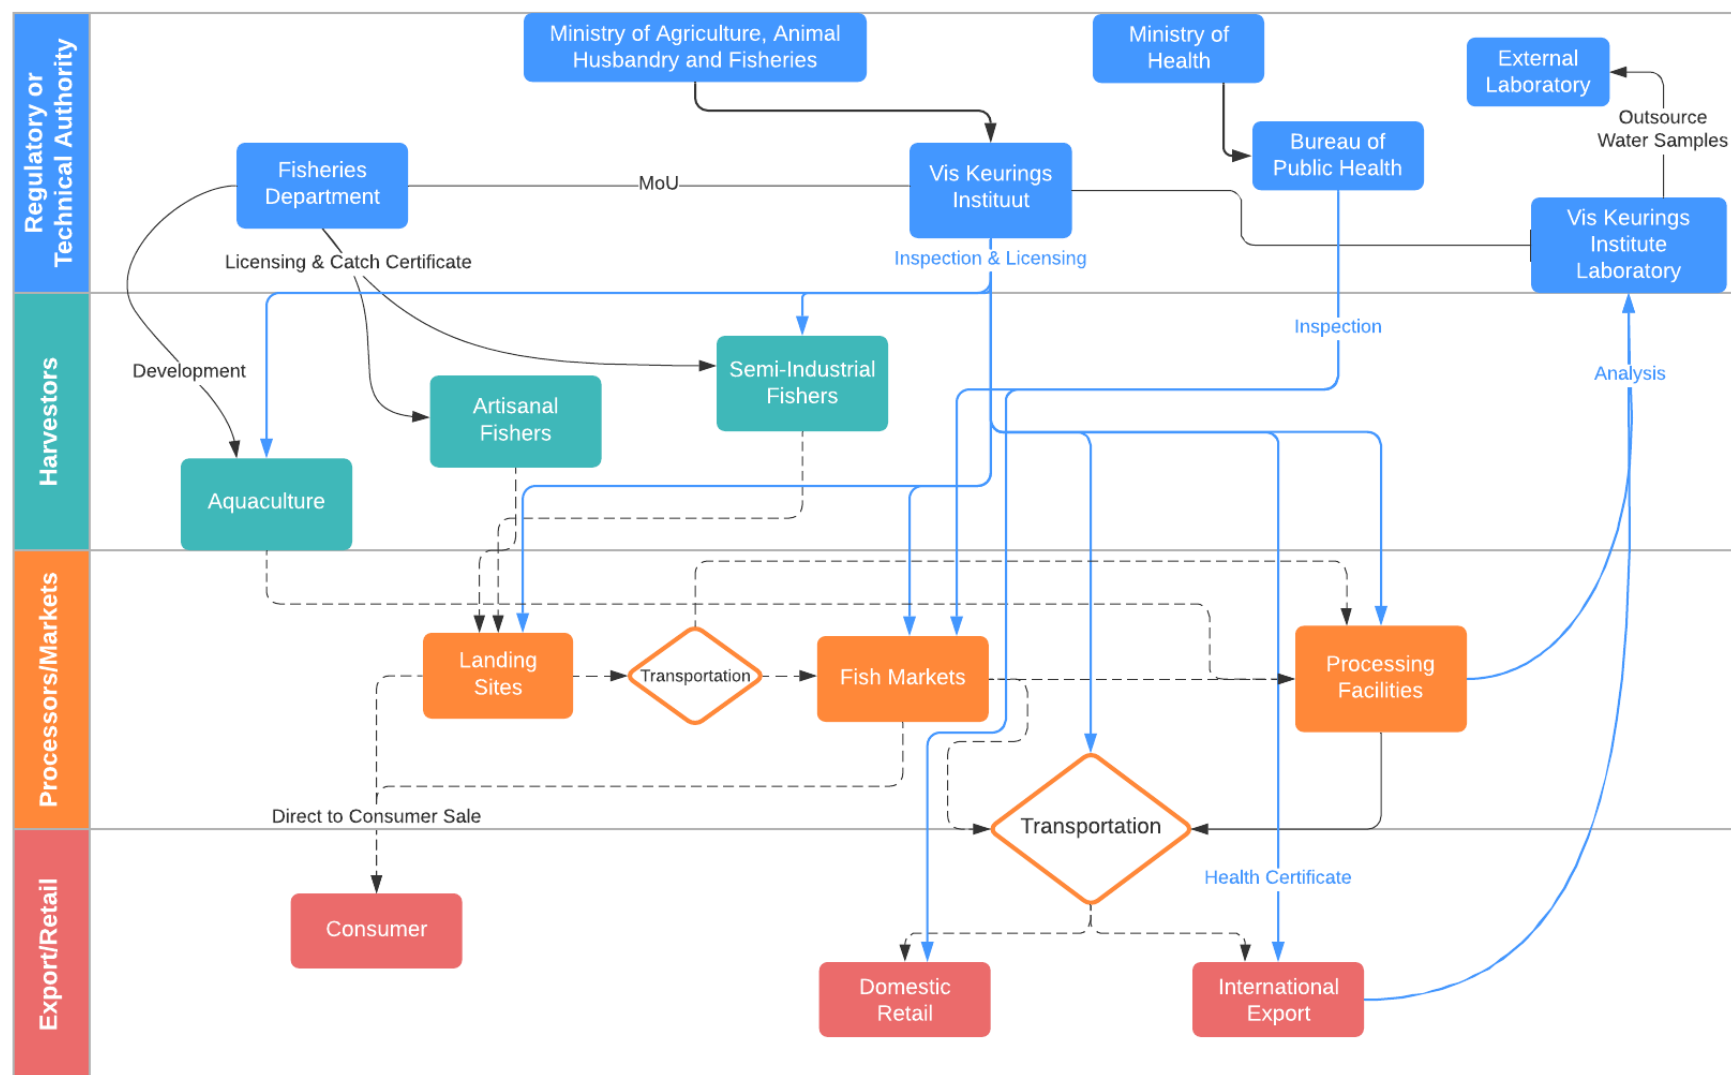 Regulatory or
Technical Authority
Ministry of Agriculture, Animal
Husbandry and Fisheries
Ministry of
Health
External
Laboratory
Outsource
Water Samples
Bureau of
Public Health
Fisheries
Department
MoU
Vis Keurings
Instituut
Vis Keurings
Institute
Laboratory
Licensing & Catch Certificate
Inspection & Licensing
Harvestors
Inspection
Development
Analysis
Semi-Industrial
Fishers
Artisanal
Fishers
Aquaculture
Processors/Markets
Landing
Sites
Transportation
Fish Markets
Processing
Facilities
Direct to Consumer Sale
Transportation
Export/Retail
Health Certificate
Consumer
Domestic
Retail
International
Export